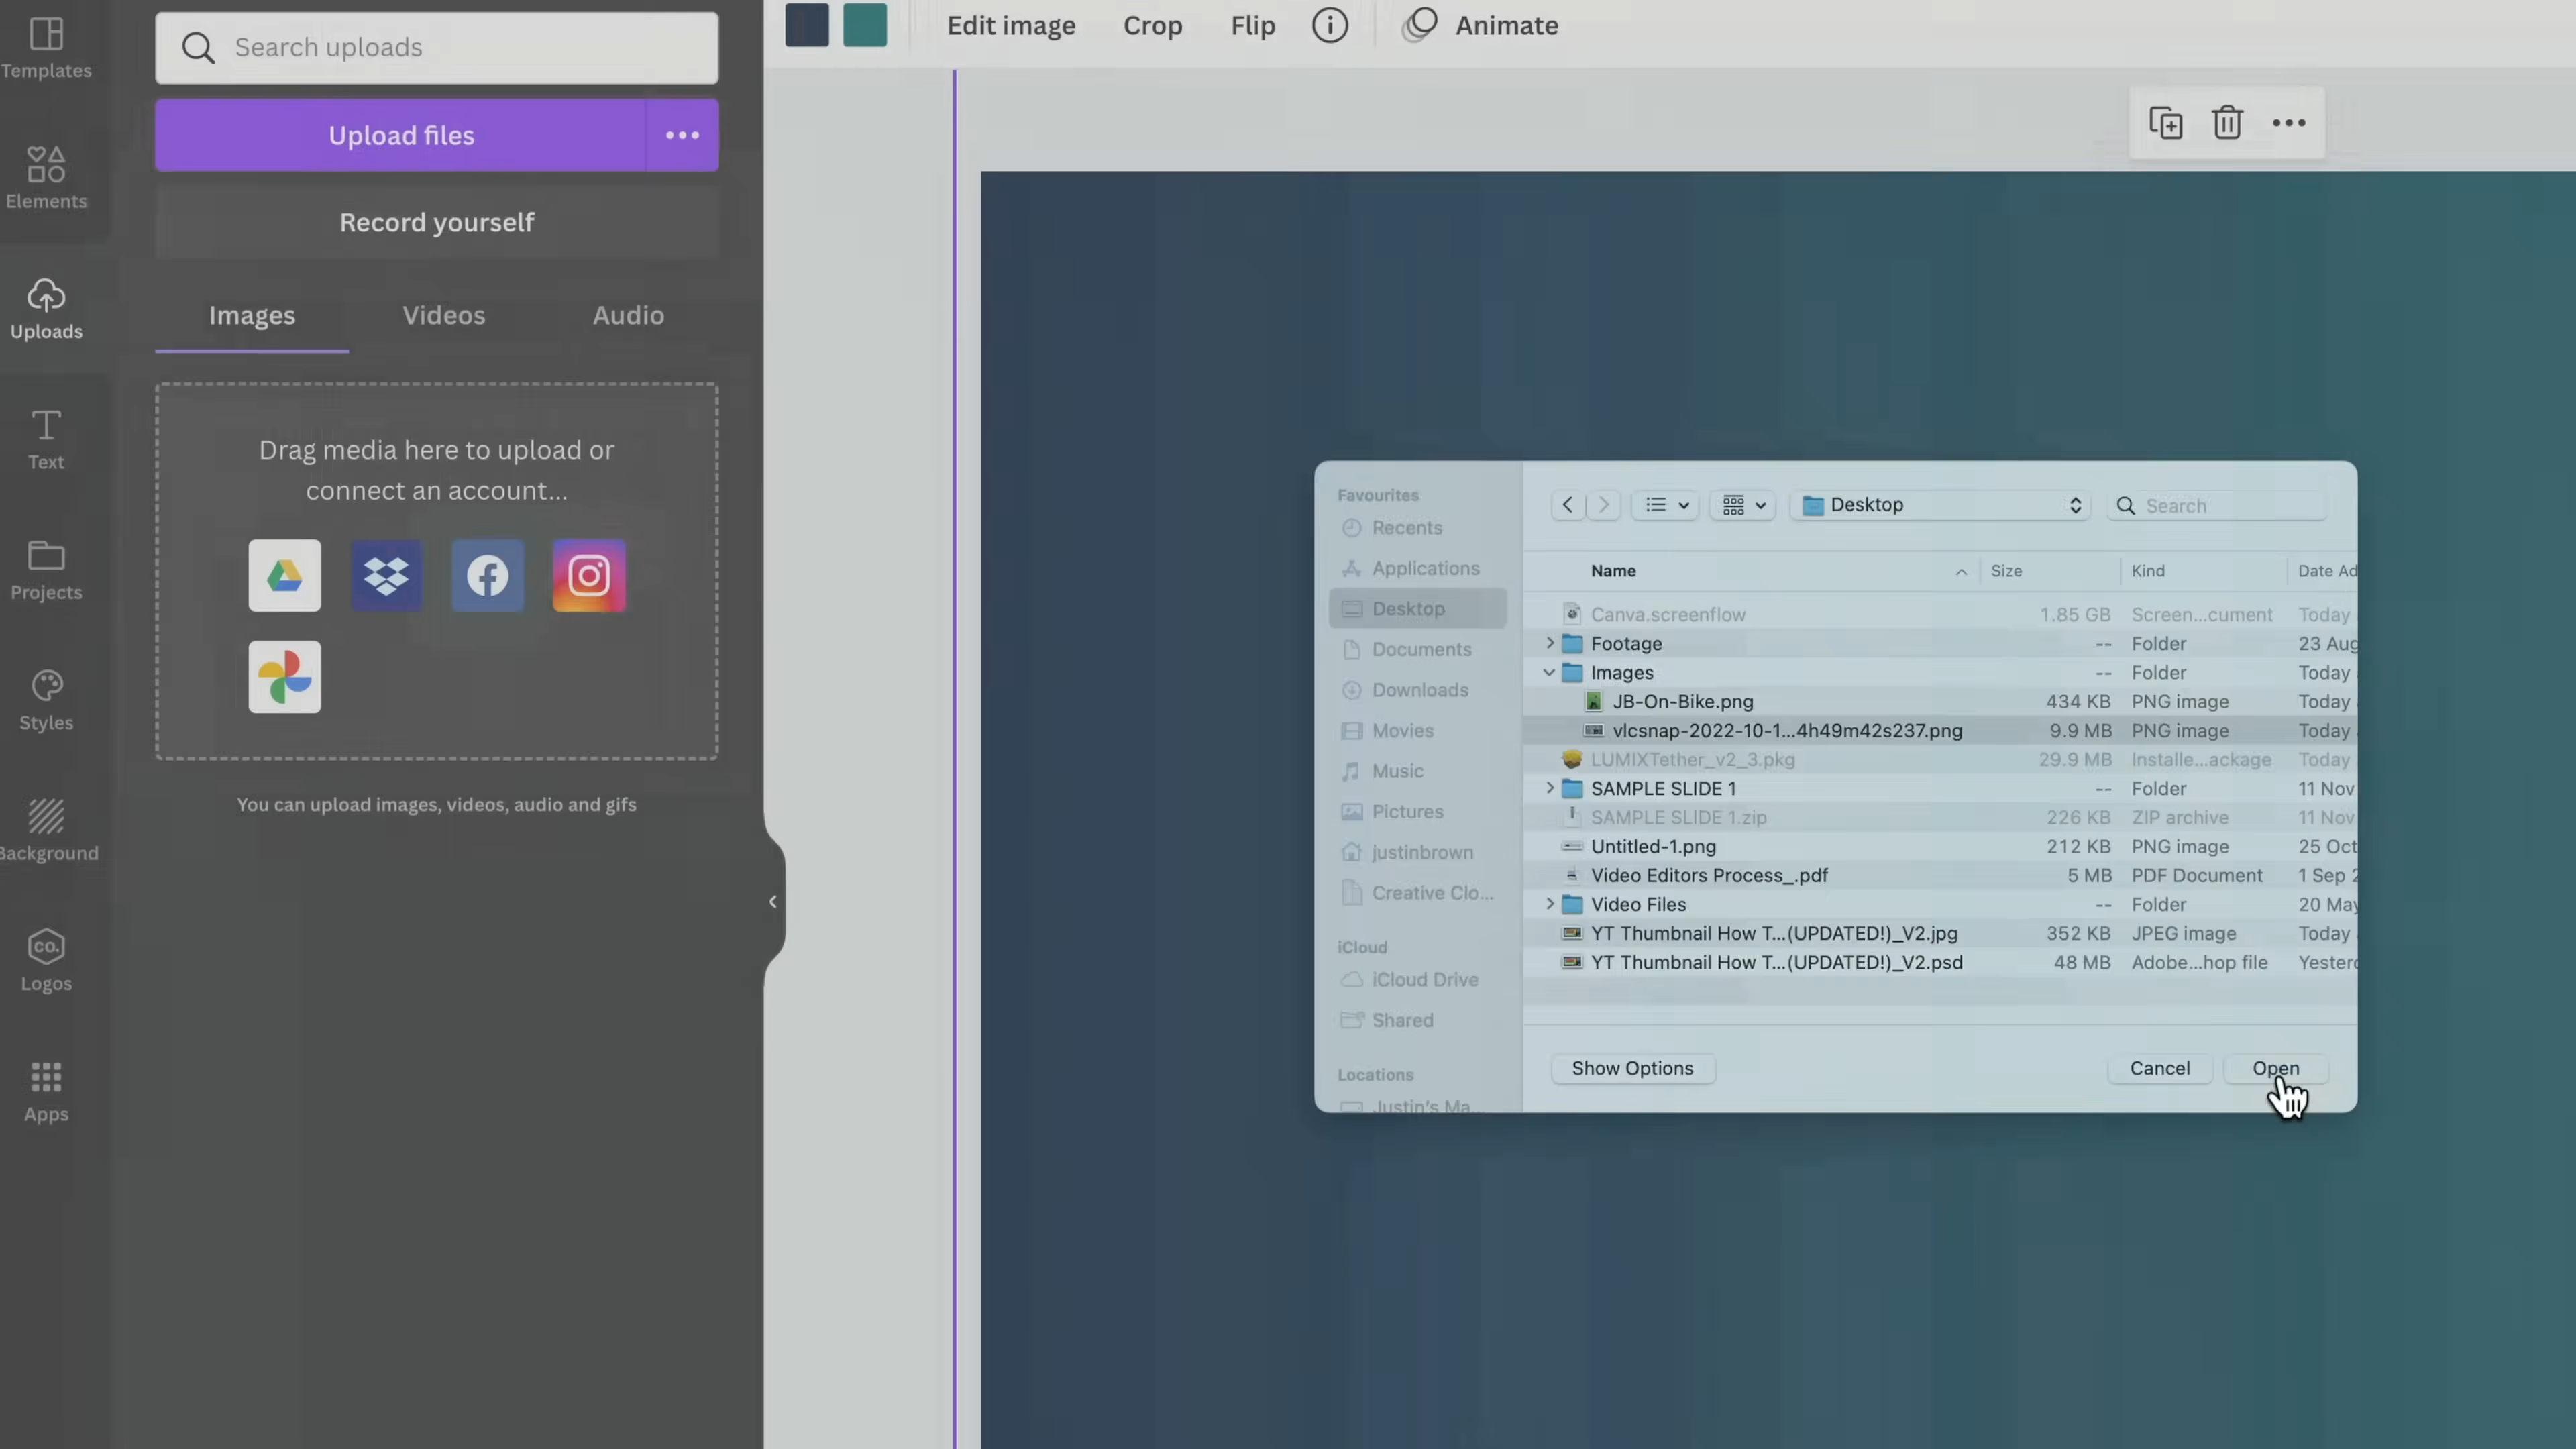 Templates
Elements
Uploads
Text
Projects
Styles
Background
Logos
Apps
CO.
Search uploads
Upload files
Record yourself
Images Videos Audio
Drag media here to upload or
connect an account...
You can upload images, videos, audio and gifs
Edit image Crop Flip Animate
Favourites
Recents
Applications
Desktop
Documents
Downloads
Movies
Music
Pictures
justinbrown
Creative Clo...
iCloud
iCloud Drive
Shared
Locations
Justin's Ma...
Desktop Search
Name Size Kind Date Ad
Canva.screenflow 1.85 GB Screen...cument Today
Footage -- Folder 23 Aug
Images -- Folder Today
JB-On-Bike.png 434 KB PNG image Today
vlcsnap-2022-10-1...4h49m42s237.png 9.9 MB PNG image Today
LUMIXTether_v2_3.pkg 29.9 MB Installe...ackage Today
SAMPLE SLIDE 1 -- Folder 11 Nov
SAMPLE SLIDE 1.zip 226 KB ZIP archive 11 Nov
Untitled-1.png 212 KB PNG image 25 Oct
Video Editors Process_.pdf 5 MB PDF Document 1 Sep 2
Video Files -- Folder 20 May
YT Thumbnail How T...(UPDATED!)_V2.jpg 352 KB JPEG image Today
YT Thumbnail How T...(UPDATED!)_V2.psd 48 MB Adobe...hop file Yester
Show Options Cancel Open